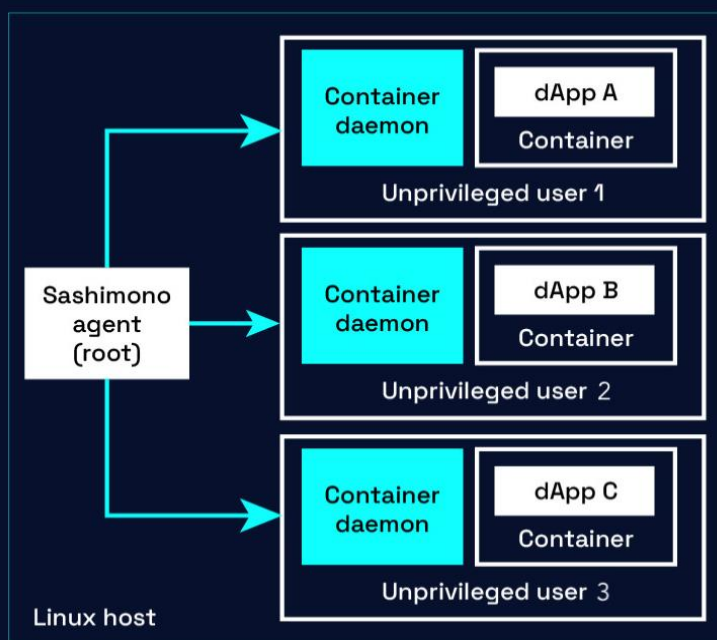 Container
daemon
dApp A
Container
Unprivileged user 1
Sashimono
agent
(root)
Container
daemon
dApp B
Container
Unprivileged user 2
Container
daemon
dApp C
Container
Unprivileged user 3
Linux host